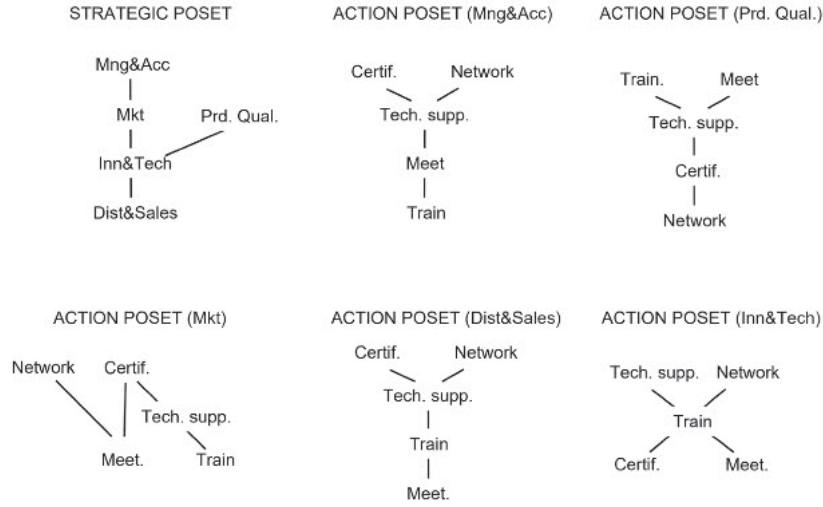 STRATEGIC POSET
Mng&Acc
Mkt
Prd. Qual.
Inn&Tech
Dist&Sales
ACTION POSET (Mng&Acc)
Certif.
Network
Tech. supp.
Meet
Train
ACTION POSET (Prd. Qual.)
Train.
Meet
Tech. supp.
Certif.
Network
ACTION POSET (Mkt)
Network
Certif.
Tech. supp.
Meet.
Train
ACTION POSET (Dist&Sales)
Certif.
Network
Tech. supp.
Train
Meet.
ACTION POSET (Inn&Tech)
Tech. supp.
Network
Train
Certif.
Meet.